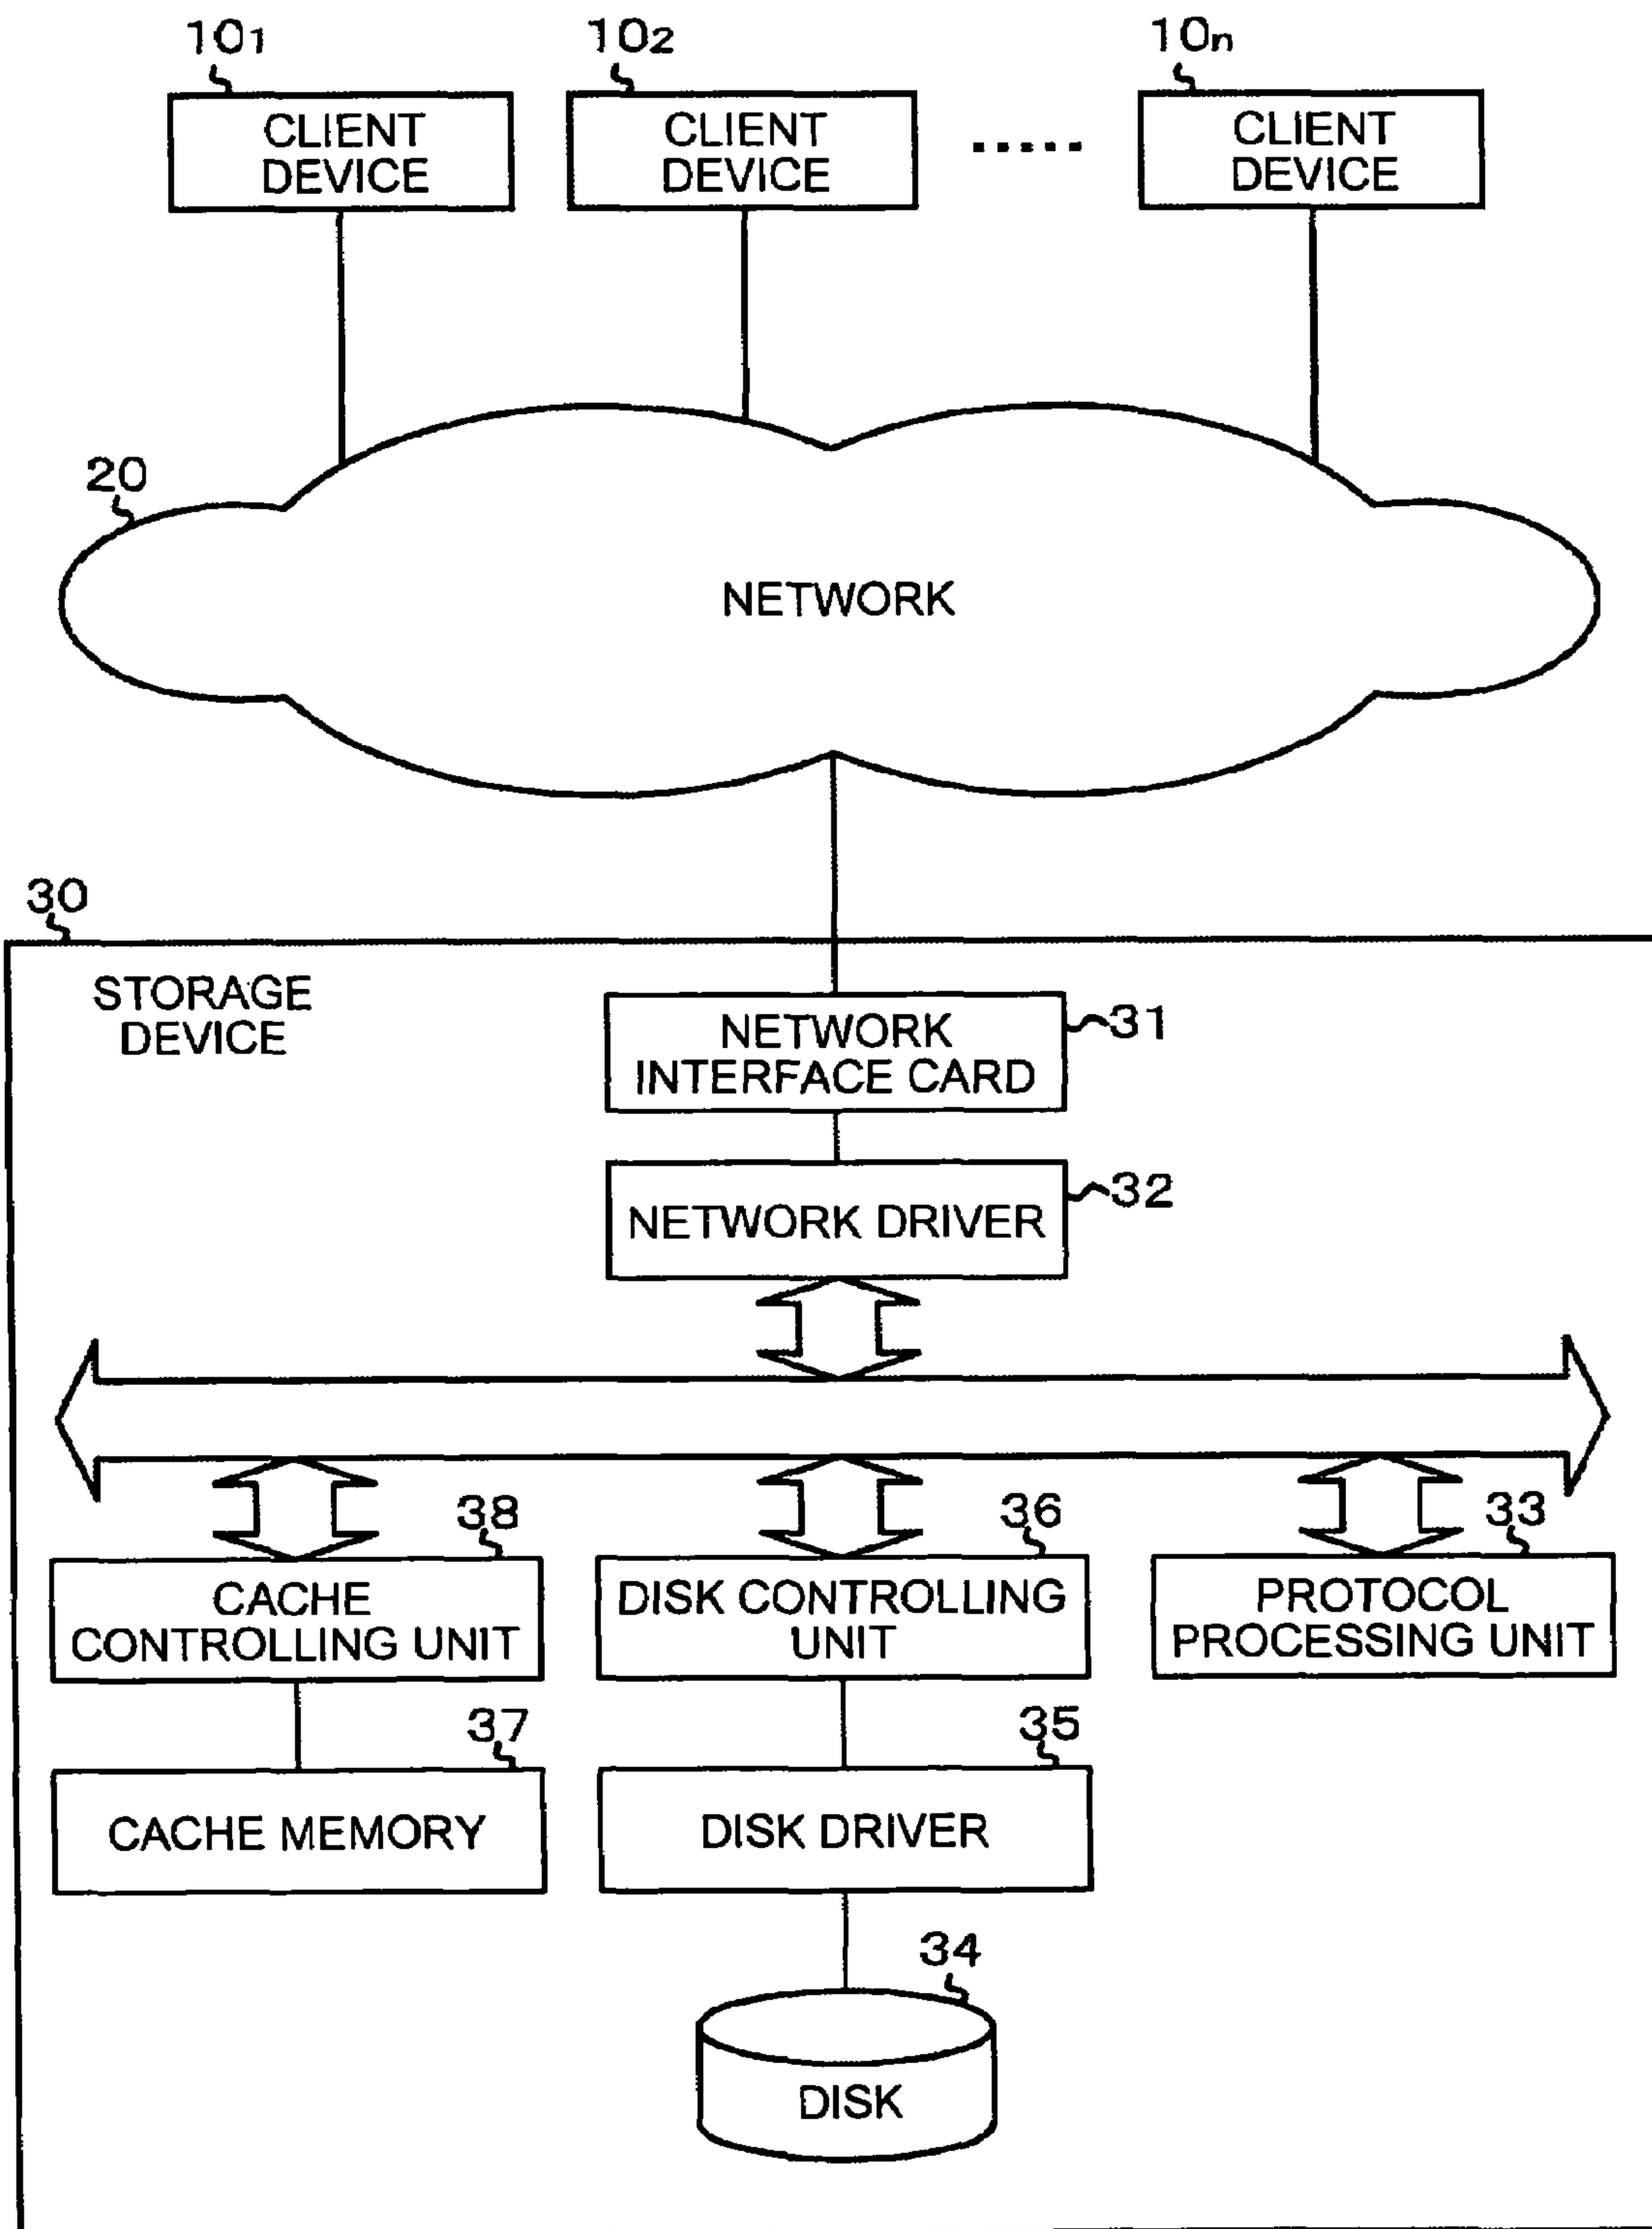 10₁ 10₂ 10n
CLIENT DEVICE
CLIENT DEVICE
.....
CLIENT DEVICE
20
NETWORK
30
STORAGE
DEVICE
NETWORK
INTERFACE CARD
31
NETWORK DRIVER
32
38
CACHE
CONTROLLING UNIT
36
DISK CONTROLLING
UNIT
33
PROTOCOL
PROCESSING UNIT
37
CACHE MEMORY
35
DISK DRIVER
34
DISK